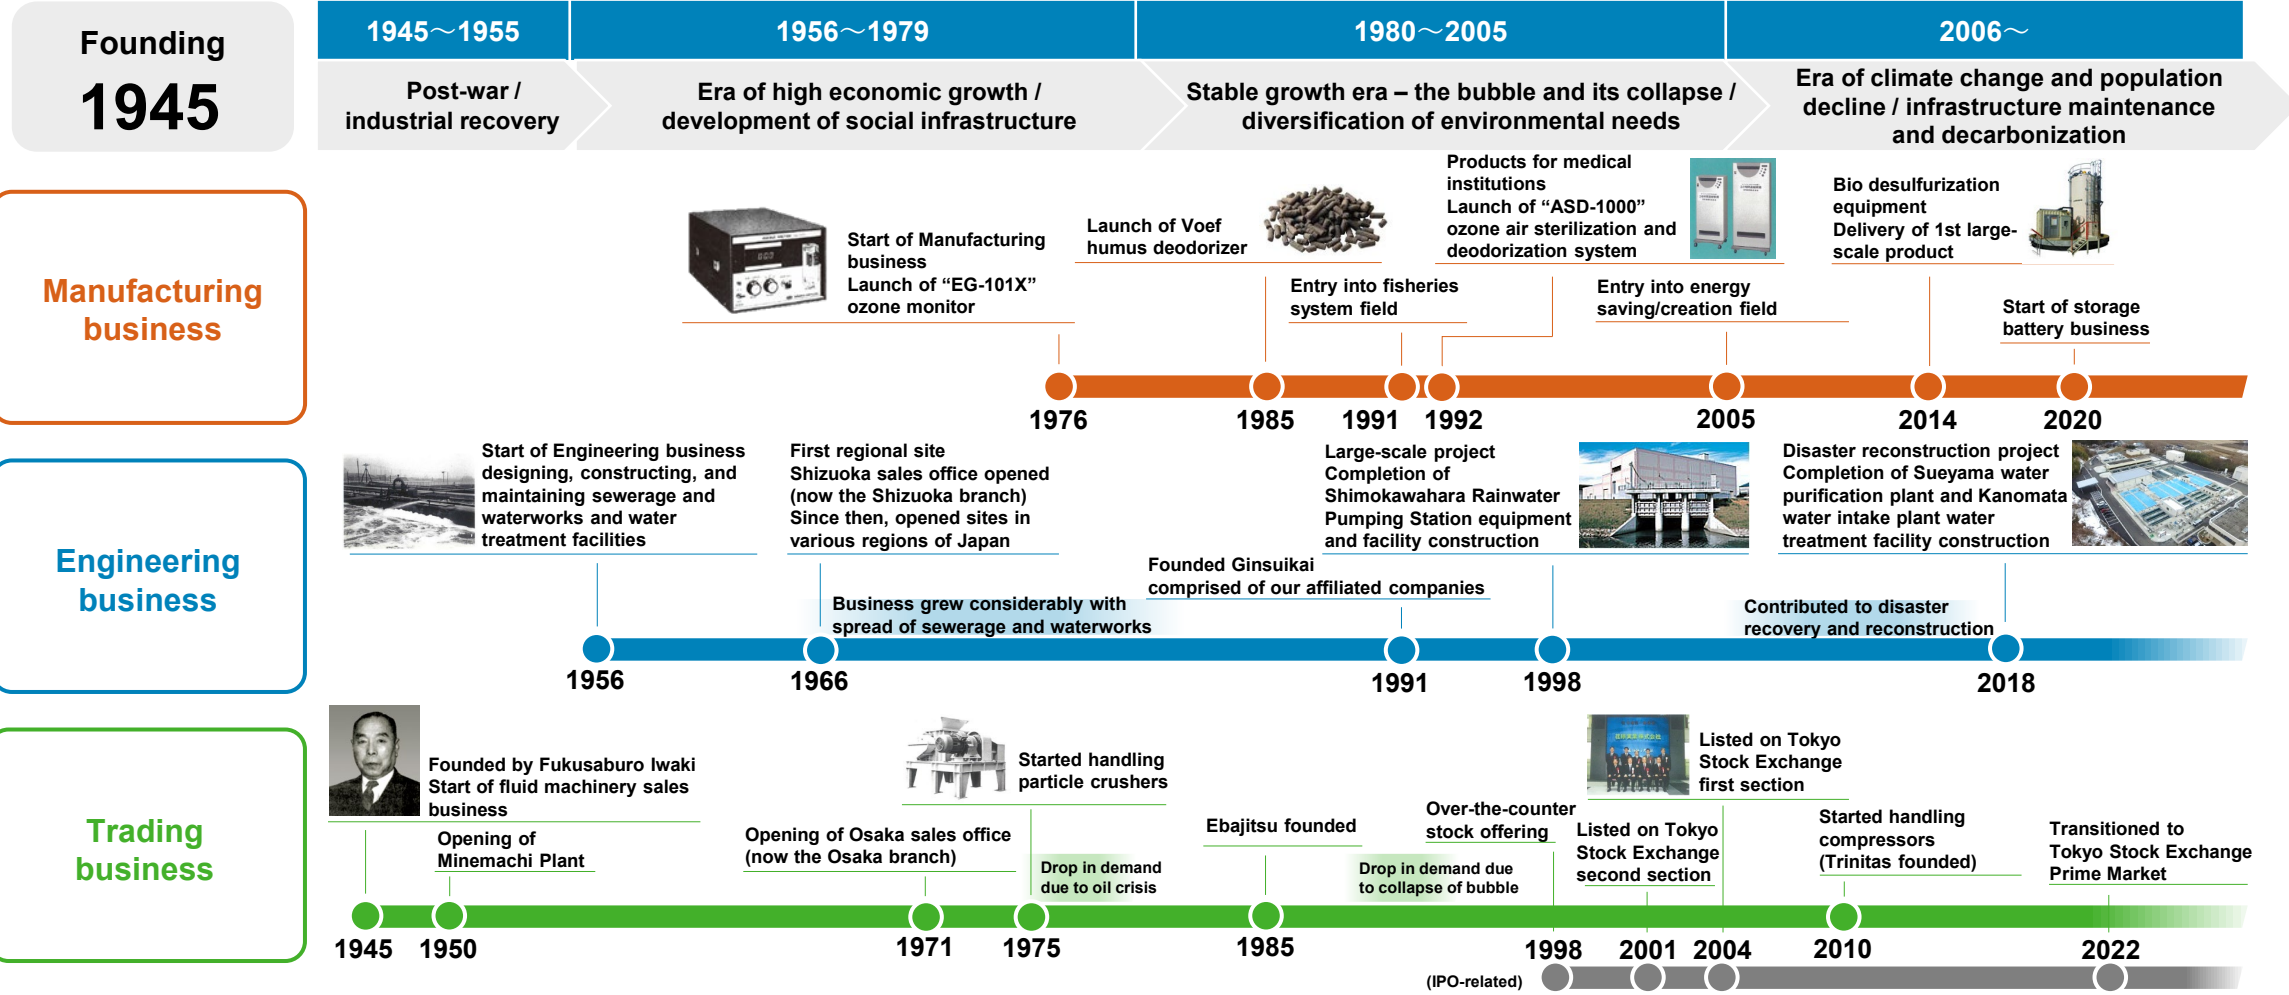 Founding
1945
1945～1955
1956～1979
1980～2005
2006～
Post-war /
industrial recovery
Era of high economic growth /
development of social infrastructure
Stable growth era – the bubble and its collapse /
diversification of environmental needs
Era of climate change and population
decline / infrastructure maintenance
and decarbonization
Manufacturing
business
Start of Manufacturing
business
Launch of “EG-101X”
ozone monitor
Launch of Voef
humus deodorizer
Entry into fisheries
system field
Products for medical
institutions
Launch of “ASD-1000”
ozone air sterilization and
deodorization system
Entry into energy
saving/creation field
Bio desulfurization
equipment
Delivery of 1st large-
scale product
Start of storage
battery business
1976
1985
1991
1992
2005
2014
2020
Engineering
business
Start of Engineering business
designing, constructing, and
maintaining sewerage and
waterworks and water
treatment facilities
First regional site
Shizuoka sales office opened
(now the Shizuoka branch)
Since then, opened sites in
various regions of Japan
Business grew considerably with
spread of sewerage and waterworks
Founded Ginsuikai
comprised of our affiliated companies
Large-scale project
Completion of
Shimokawahara Rainwater
Pumping Station equipment
and facility construction
Contributed to disaster
recovery and reconstruction
Disaster reconstruction project
Completion of Sueyama water
purification plant and Kanomata
water intake plant water
treatment facility construction
1956
1966
1991
1998
2018
Trading
business
Founded by Fukusaburo Iwaki
Start of fluid machinery sales
business
Opening of
Minemachi Plant
Opening of Osaka sales office
(now the Osaka branch)
Started handling
particle crushers
Drop in demand
due to oil crisis
Ebajitsu founded
Drop in demand due
to collapse of bubble
Over-the-counter
stock offering
Listed on Tokyo
Stock Exchange
second section
Listed on Tokyo
Stock Exchange
first section
Started handling
compressors
(Trinitas founded)
Transitioned to
Tokyo Stock Exchange
Prime Market
1945
1950
1971
1975
1985
1998
2001
2004
2010
2022
(IPO-related)